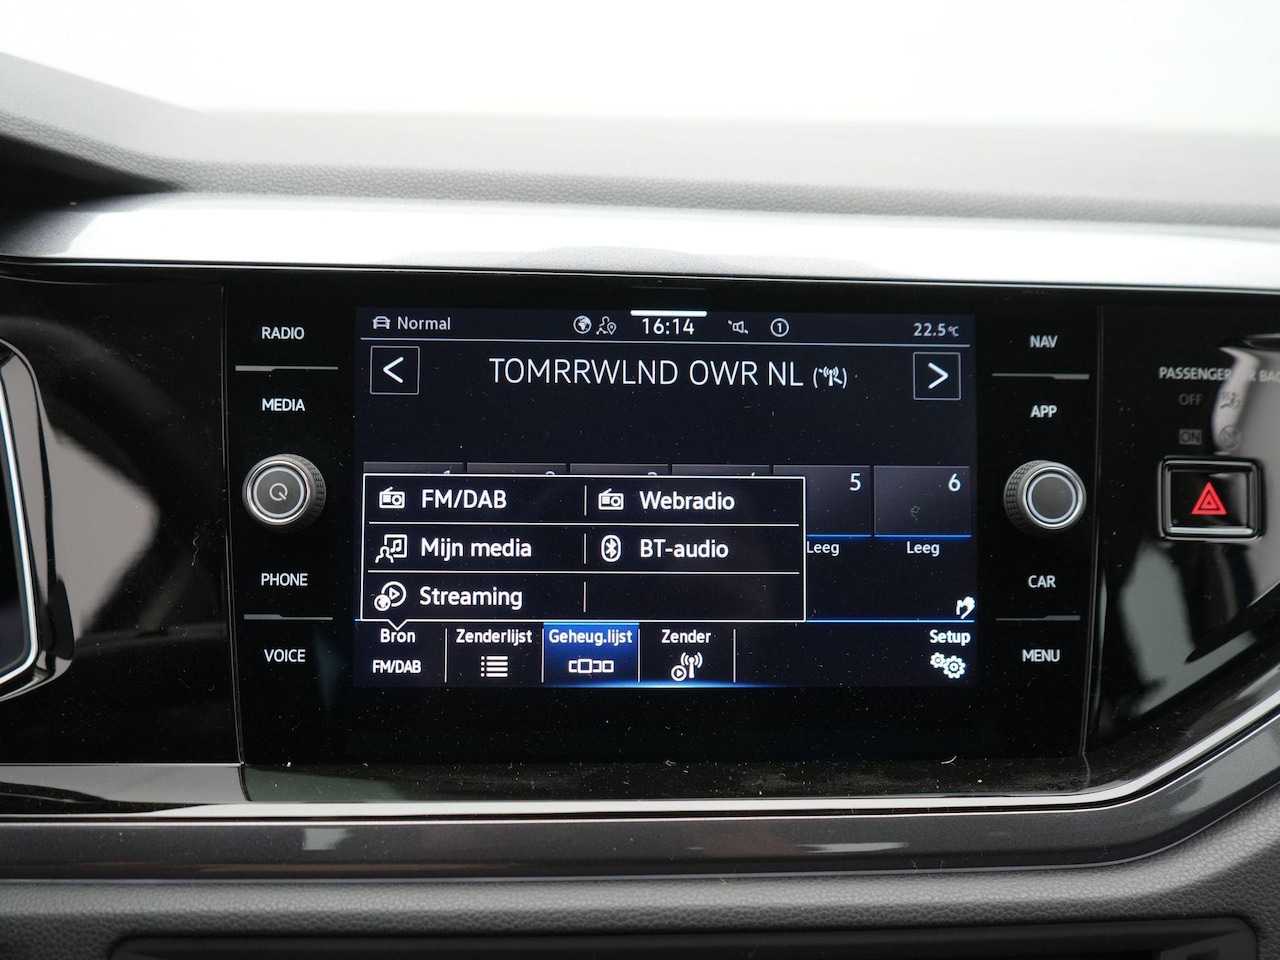 RADIO
MEDIA
PHONE
VOICE
Normal
16:14
1
22.5°C
<
TOMRRWLND OWR NL
>
5
6
FM/DAB
Webradio
Mijn media
BT-audio
Streaming
Leeg
Leeg
Bron
FM/DAB
Zenderlijst
Geheug.lijst
Zender
Setup
NAV
APP
CAR
MENU
PASSENGER
OFF
ON